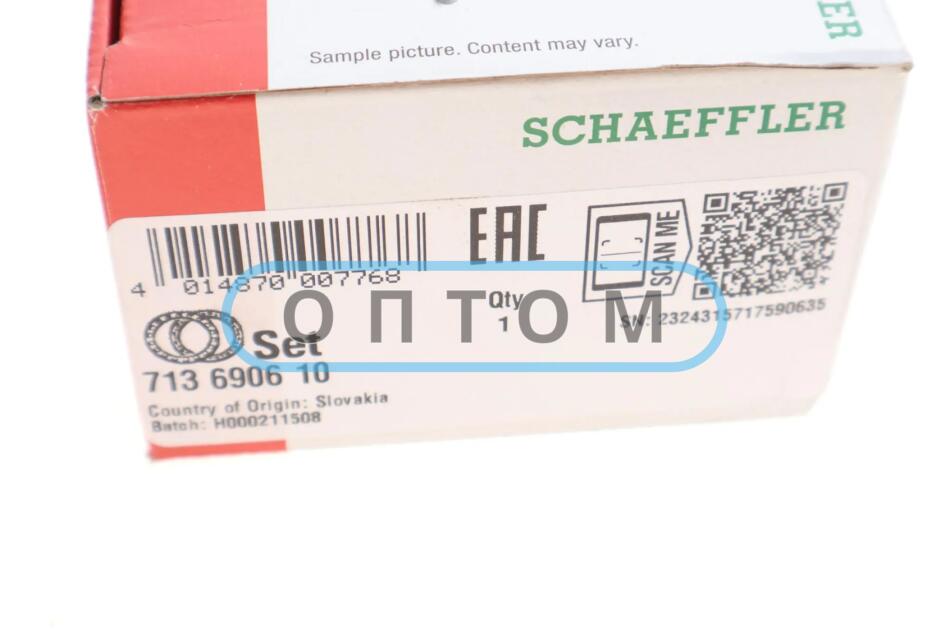 ER
Sample picture. Content may vary.
SCHAEFFLER
EAC
SCAN ME
4 014870 007768
Qty
1
SN: 2324315717590635
ОПТОМ
Set
713 6906 10
Country of Origin: Slovakia
Batch: H000211508